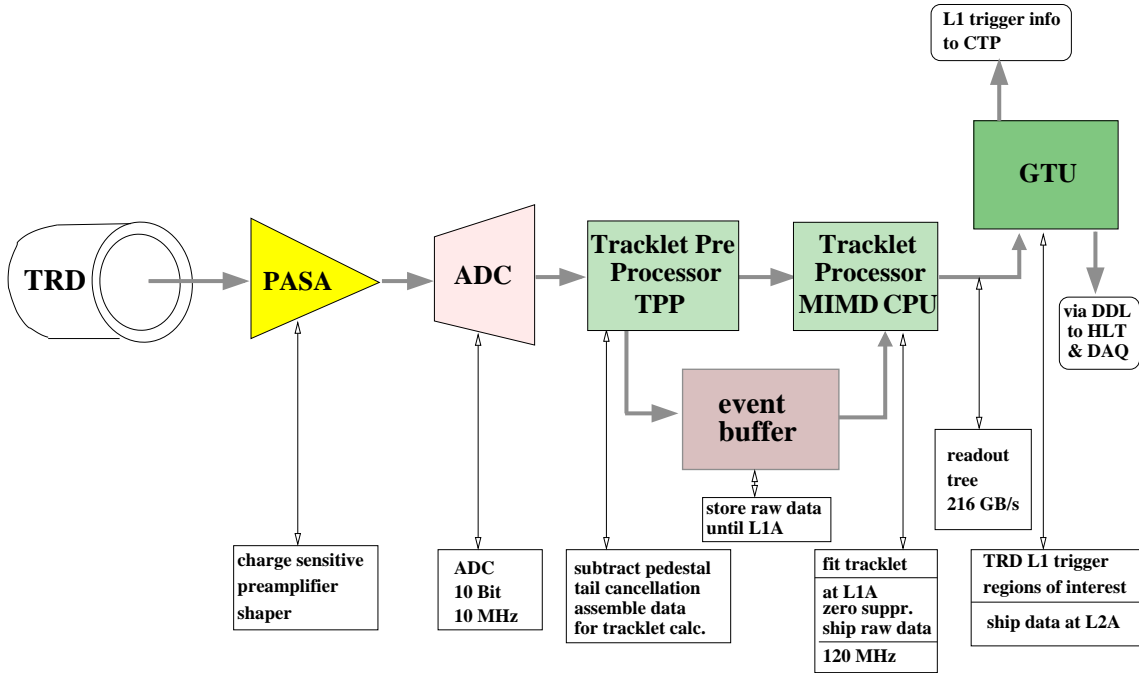 L1 trigger info
to CTP
GTU
TRD
PASA
ADC
Tracklet Pre
Processor
TPP
Tracklet
Processor
MIMD CPU
via DDL
to HLT
& DAQ
event
buffer
readout
tree
216 GB/s
store raw data
until L1A
charge sensitive
preamplifier
shaper
ADC
10 Bit
10 MHz
subtract pedestal
tail cancellation
assemble data
for tracklet calc.
fit tracklet
at L1A
zero suppr.
ship raw data
120 MHz
TRD L1 trigger
regions of interest
ship data at L2A